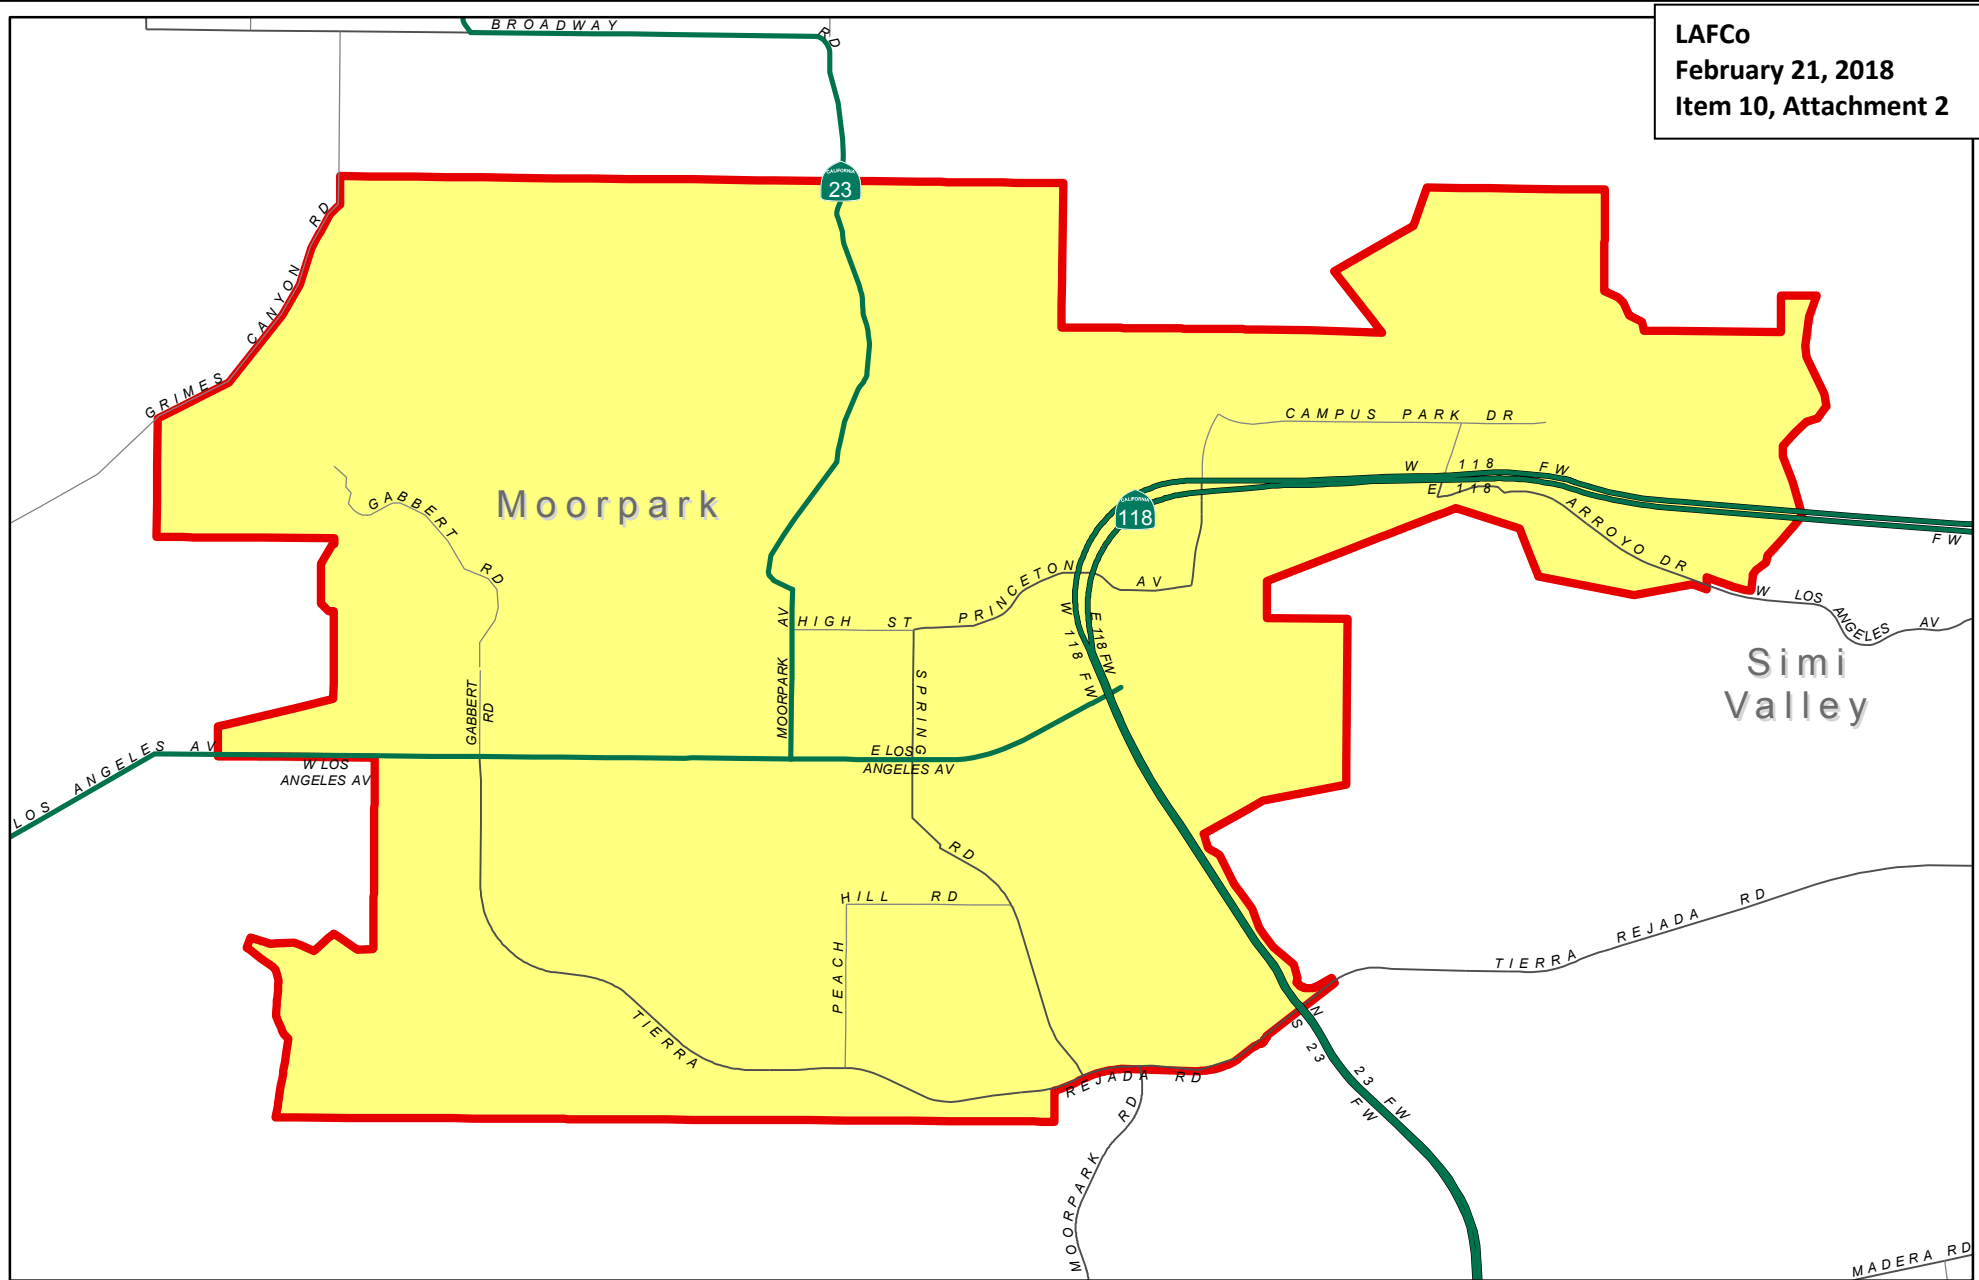 LAFCo
February 21, 2018
Item 10, Attachment 2
BROADWAY
RD
CALIFORNIA
23
GRIMES CANYON RD
CAMPUS PARK DR
W 118 FW
E 118
FW
CALIFORNIA
118
Moorpark
GABBERT RD
ARROYO DR
PRINCETON AV
W LOS ANGELES AV
HIGH ST
MOORPARK AV
W 118 FW
E 118 FW
Simi
Valley
SPRING RD
GABBERT
RD
LOS ANGELES AV
W LOS
ANGELES AV
E LOS
ANGELES AV
HILL RD
PEACH
TIERRA REJADA RD
TIERRA
REJADA RD
N 23 FW
S 23 FW
MOORPARK RD
MADERA RD